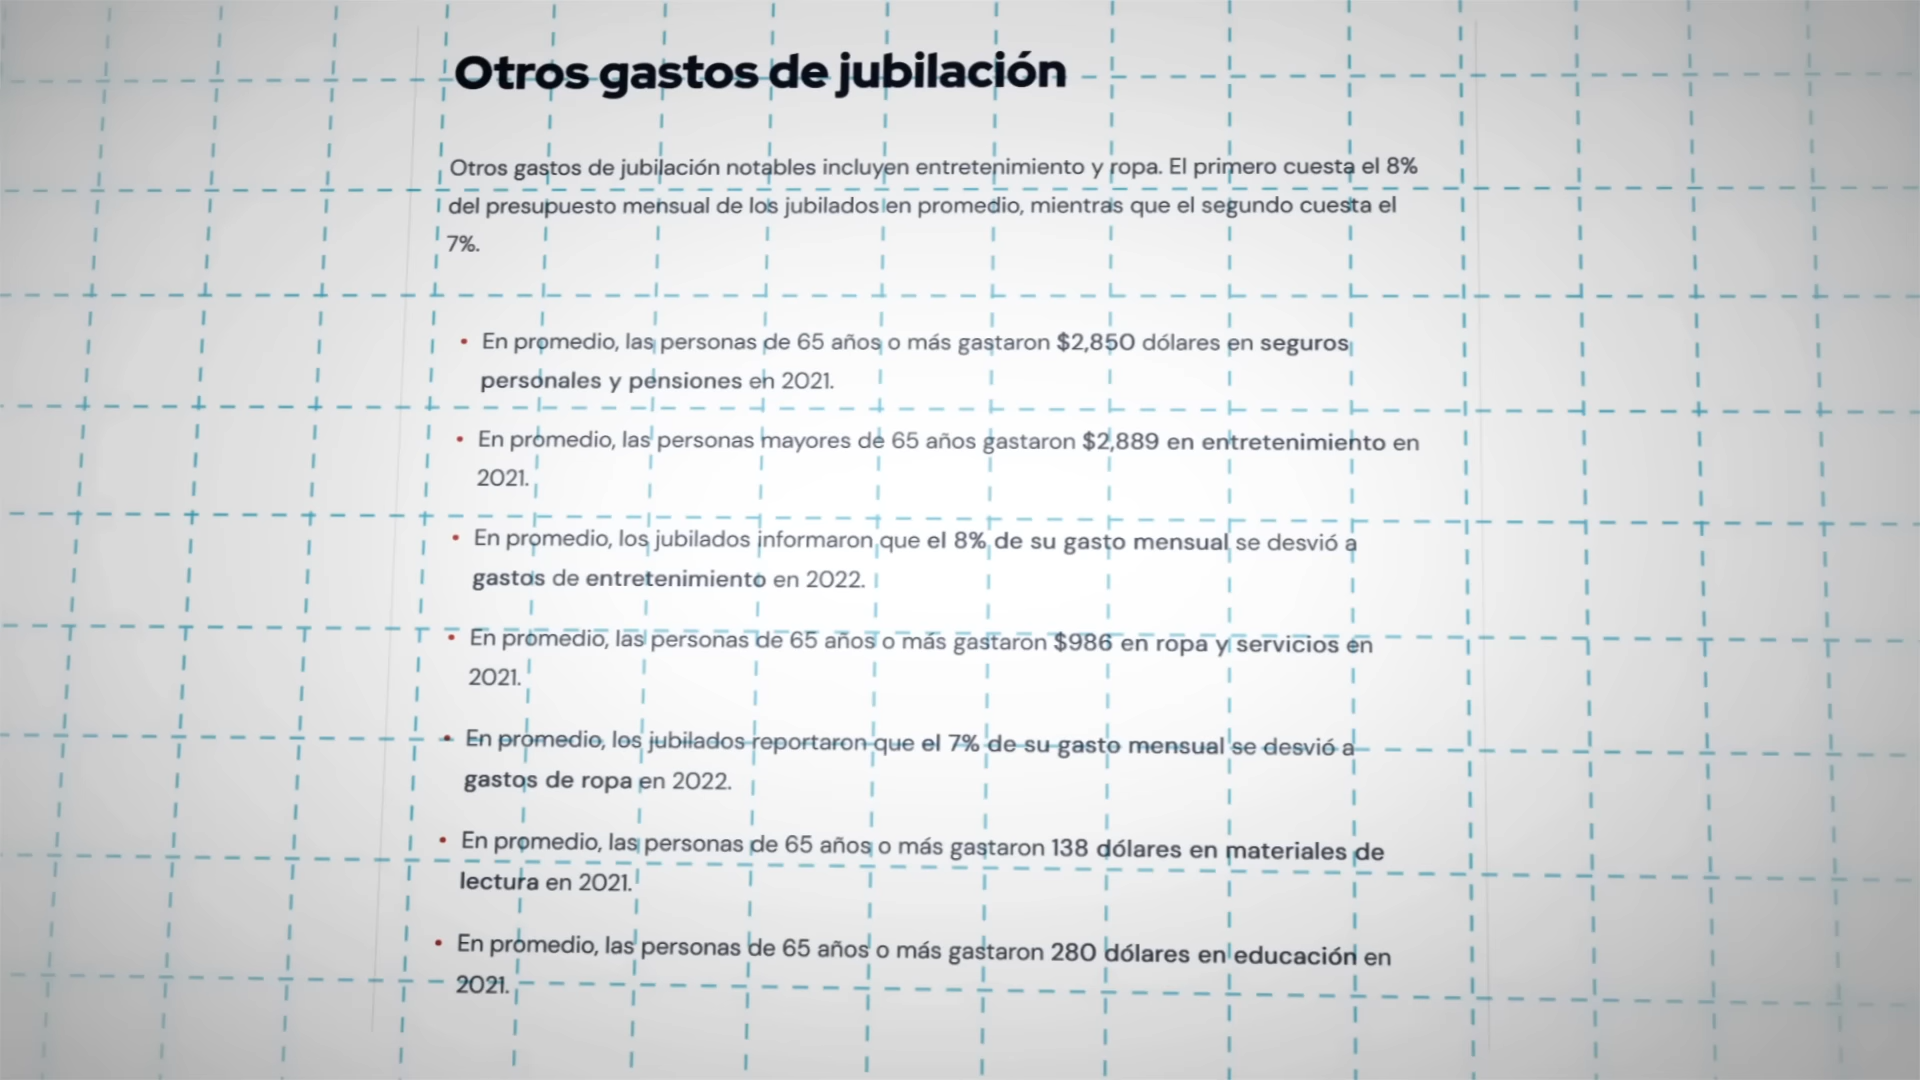 Otros gastos de jubilación
Otros gastos de jubilación notables incluyen entretenimiento y ropa. El primero cuesta el 8%
del presupuesto mensual de los jubilados en promedio, mientras que el segundo cuesta el
7%.
• En promedio, las personas de 65 años o más gastaron $2,850 dólares en seguros
personales y pensiones en 2021.
• En promedio, las personas mayores de 65 años gastaron $2,889 en entretenimiento en
2021.
• En promedio, los jubilados informaron que el 8% de su gasto mensual se desvió a
gastos de entretenimiento en 2022.
• En promedio, las personas de 65 años o más gastaron $986 en ropa y servicios en
2021.
• En promedio, los jubilados reportaron que el 7% de su gasto mensual se desvió a
gastos de ropa en 2022.
• En promedio, las personas de 65 años o más gastaron 138 dólares en materiales de
lectura en 2021.
• En promedio, las personas de 65 años o más gastaron 280 dólares en educación en
2021.